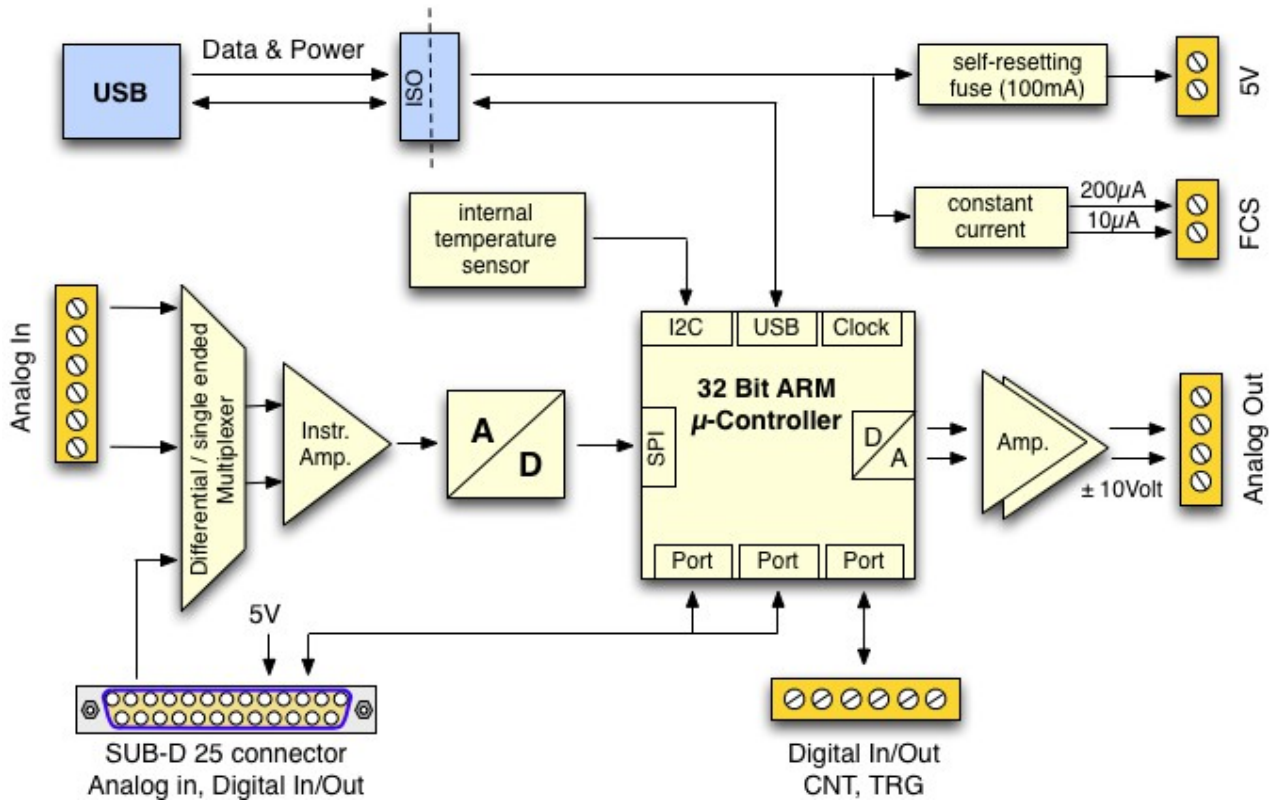 Data & Power
USB
ISO
self-resetting
fuse (100mA)
5V
internal
temperature
sensor
constant
current
200µA
10µA
FCS
Analog In
Differential / single ended
Multiplexer
Instr.
Amp.
A
D
I2C
USB
Clock
32 Bit ARM
µ-Controller
SPI
D
A
Port
Port
Port
Amp.
± 10Volt
Analog Out
5V
SUB-D 25 connector
Analog in, Digital In/Out
Digital In/Out
CNT, TRG